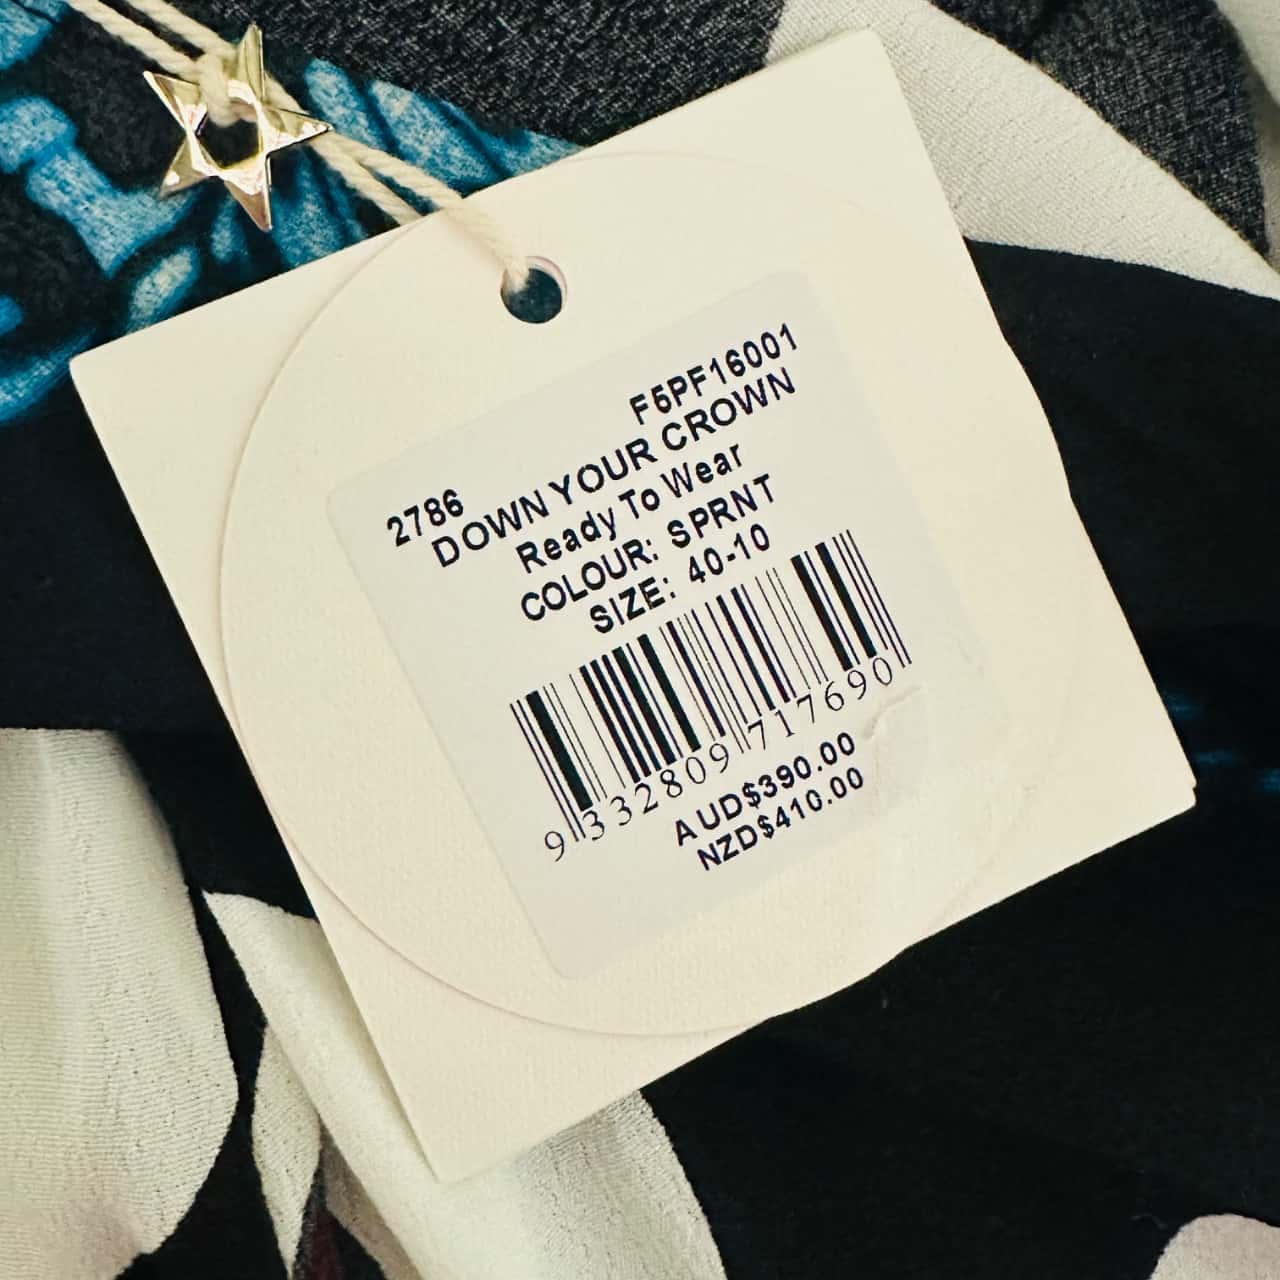 F5PF16001
2786
DOWN YOUR CROWN
Ready To Wear
COLOUR: SPRNT
SIZE: 40-10
9 332809 717690
AUD$390.00
NZD$410.00